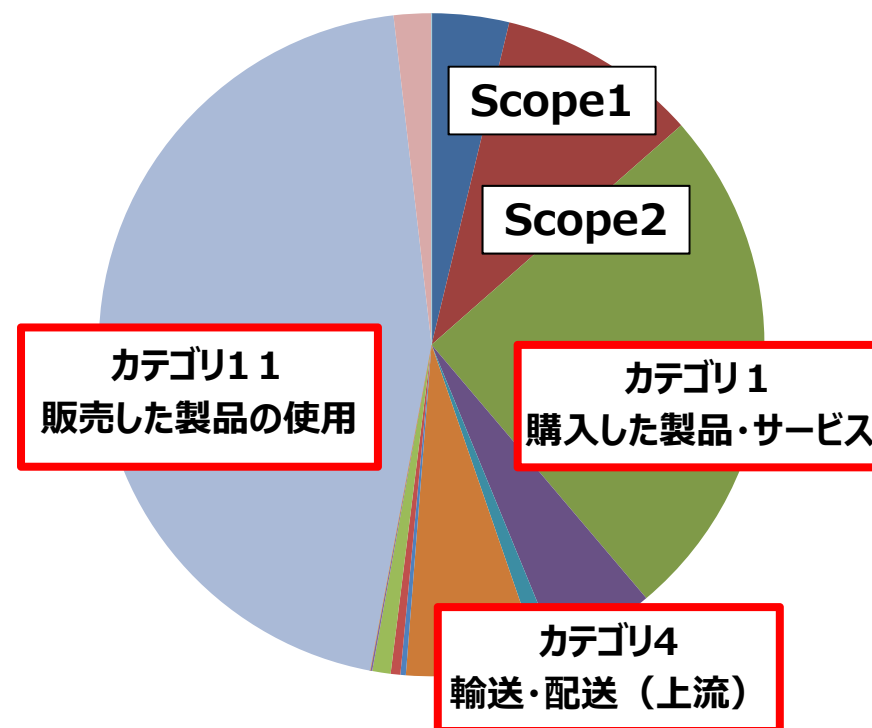 Scope1
Scope2
カテゴリ１１
販売した製品の使用
カテゴリ１
購入した製品・サービス
カテゴリ4
輸送・配送（上流）